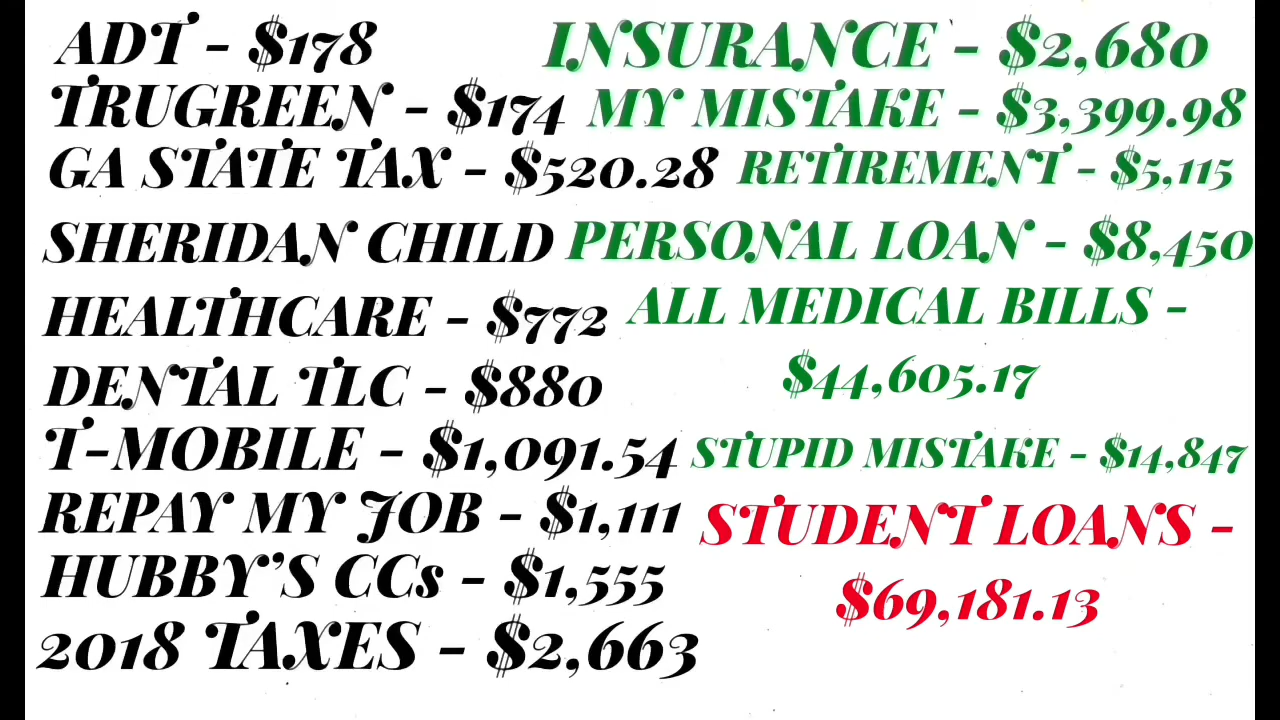 ADT - $178
TRUGREEN - $174
GA STATE TAX - $520.28
SHERIDAN CHILD
HEALTHCARE - $772
DENTAL TLC - $880
T-MOBILE - $1,091.54
REPAY MY JOB - $1,111
HUBBY'S CCs - $1,555
2018 TAXES - $2,663
INSURANCE - $2,680
MY MISTAKE - $3,399.98
RETIREMENT - $5,115
PERSONAL LOAN - $8,450
ALL MEDICAL BILLS -
$44,605.17
STUPID MISTAKE - $14,847
STUDENT LOANS -
$69,181.13